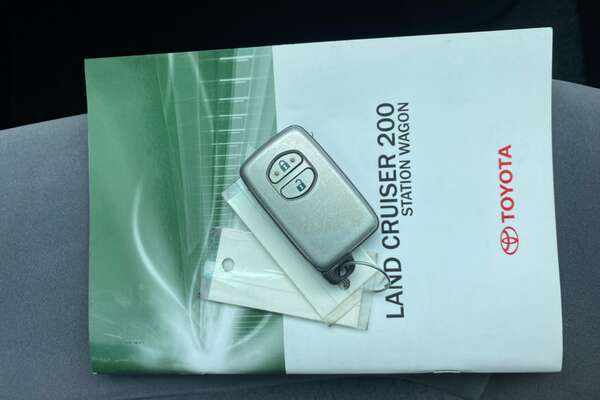 LAND CRUISER 200
STATION WAGON
TOYOTA